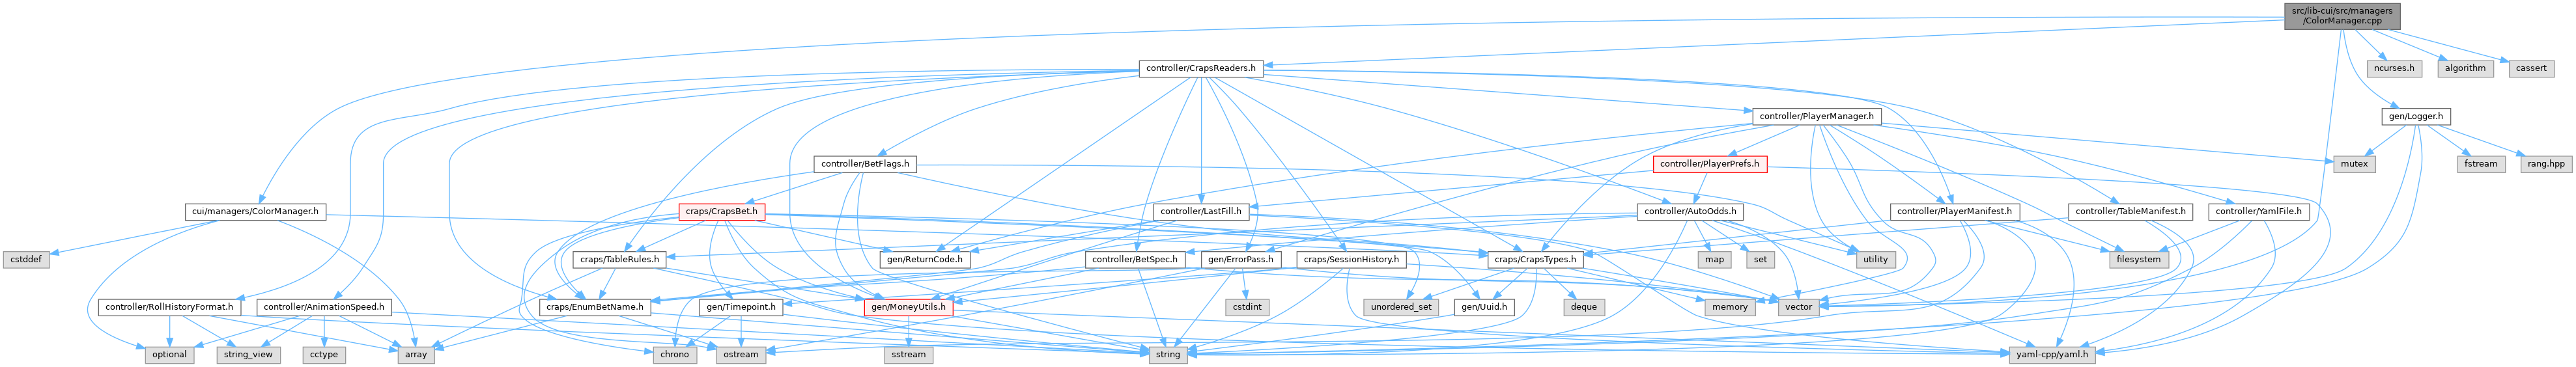 src/lib-cui/src/managers
/ColorManager.cpp
controller/CrapsReaders.h
ncurses.h
algorithm
cassert
controller/PlayerManager.h
gen/Logger.h
controller/BetFlags.h
controller/PlayerPrefs.h
mutex
fstream
rang.hpp
cui/managers/ColorManager.h
craps/CrapsBet.h
controller/LastFill.h
controller/AutoOdds.h
controller/PlayerManifest.h
controller/TableManifest.h
controller/YamlFile.h
cstddef
craps/TableRules.h
gen/ReturnCode.h
controller/BetSpec.h
gen/ErrorPass.h
craps/SessionHistory.h
craps/CrapsTypes.h
map
set
utility
filesystem
controller/RollHistoryFormat.h
controller/AnimationSpeed.h
craps/EnumBetName.h
gen/Timepoint.h
gen/MoneyUtils.h
cstdint
unordered_set
gen/Uuid.h
deque
memory
vector
optional
string_view
cctype
array
chrono
ostream
sstream
string
yaml-cpp/yaml.h